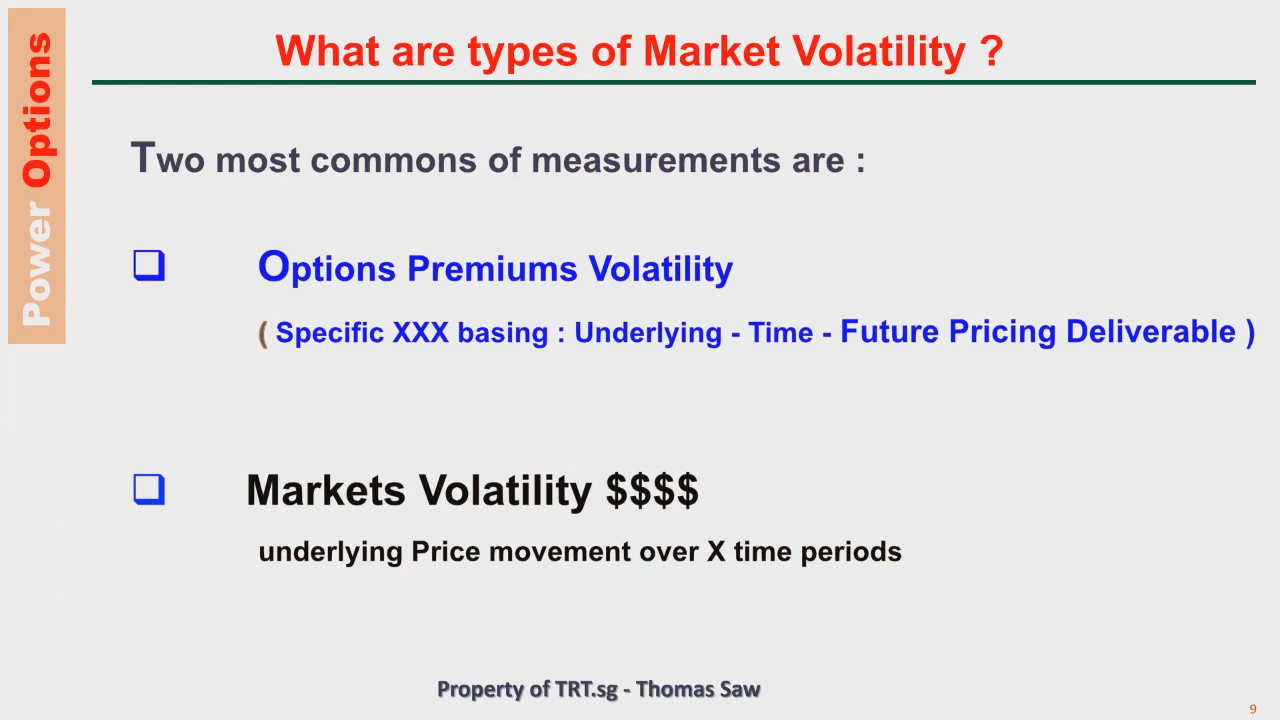 Power Options
What are types of Market Volatility ?
Two most commons of measurements are :
Options Premiums Volatility
( Specific XXX basing : Underlying - Time - Future Pricing Deliverable )
Markets Volatility $$$$
underlying Price movement over X time periods
Property of TRT.sg - Thomas Saw
9